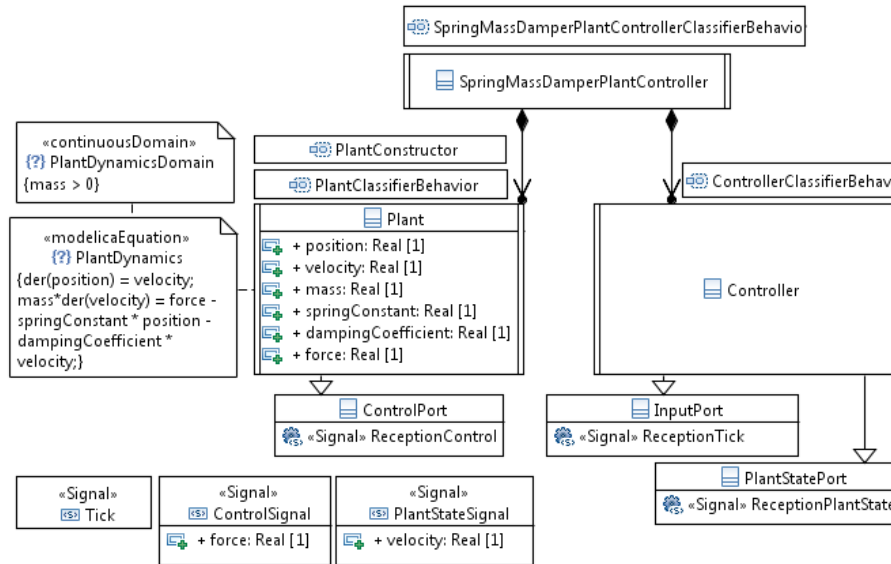 SpringMassDamperPlantControllerClassifierBehavior
SpringMassDamperPlantController
«continuousDomain»
{?} PlantDynamicsDomain
{mass > 0}
PlantConstructor
PlantClassifierBehavior
ControllerClassifierBehav
«modelicaEquation»
{?} PlantDynamics
{der(position) = velocity;
mass*der(velocity) = force -
springConstant * position -
dampingCoefficient *
velocity;}
Plant
+ position: Real [1]
+ velocity: Real [1]
+ mass: Real [1]
+ springConstant: Real [1]
+ dampingCoefficient: Real [1]
+ force: Real [1]
Controller
ControlPort
«Signal» ReceptionControl
InputPort
«Signal» ReceptionTick
PlantStatePort
«Signal» ReceptionPlantState
«Signal»
<S> Tick
«Signal»
<S> ControlSignal
+ force: Real [1]
«Signal»
<S> PlantStateSignal
+ velocity: Real [1]